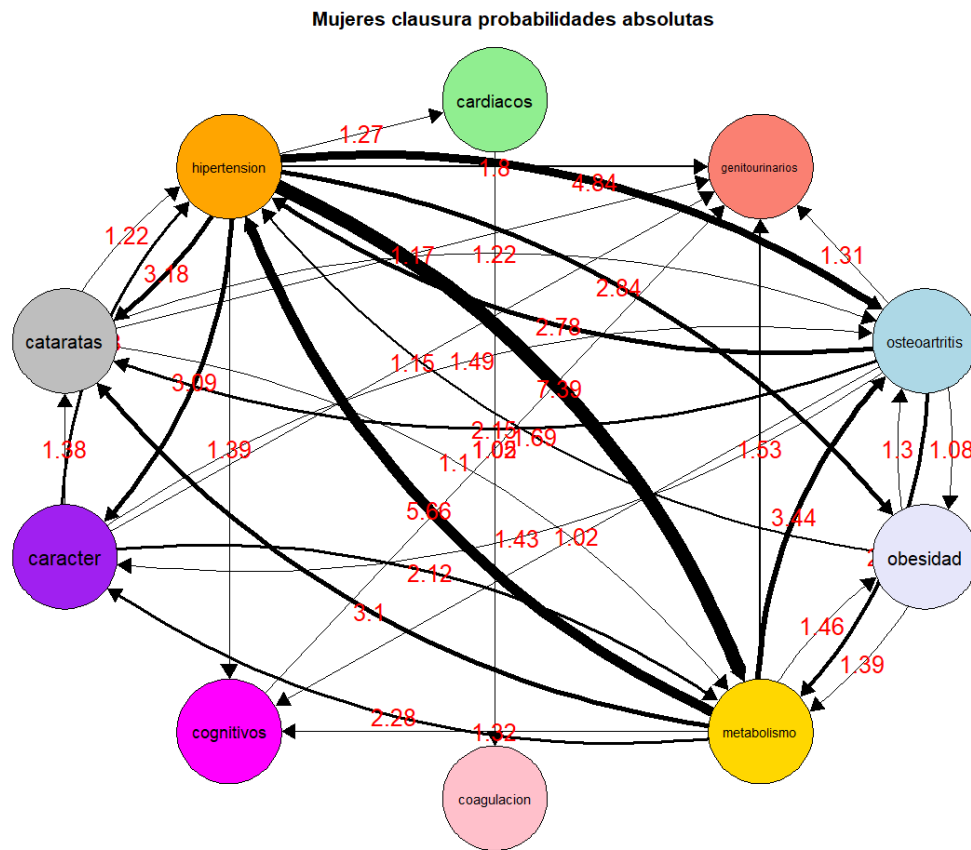 Mujeres clausura probabilidades absolutas
cardiacos
1.27
hipertension
1.8
genitourinarios
4.84
1.22
1.17
1.22
1.31
3.18
2.84
2.78
cataratas
osteoartritis
1.15
1.49
7.39
3.09
1.38
1.39
2.15
1.69
1.53
1.3
1.08
1.1
5.66
3.44
1.43
1.02
caracter
obesidad
2.12
3.1
1.46
1.39
2.28
cognitivos
1.32
metabolismo
coagulacion